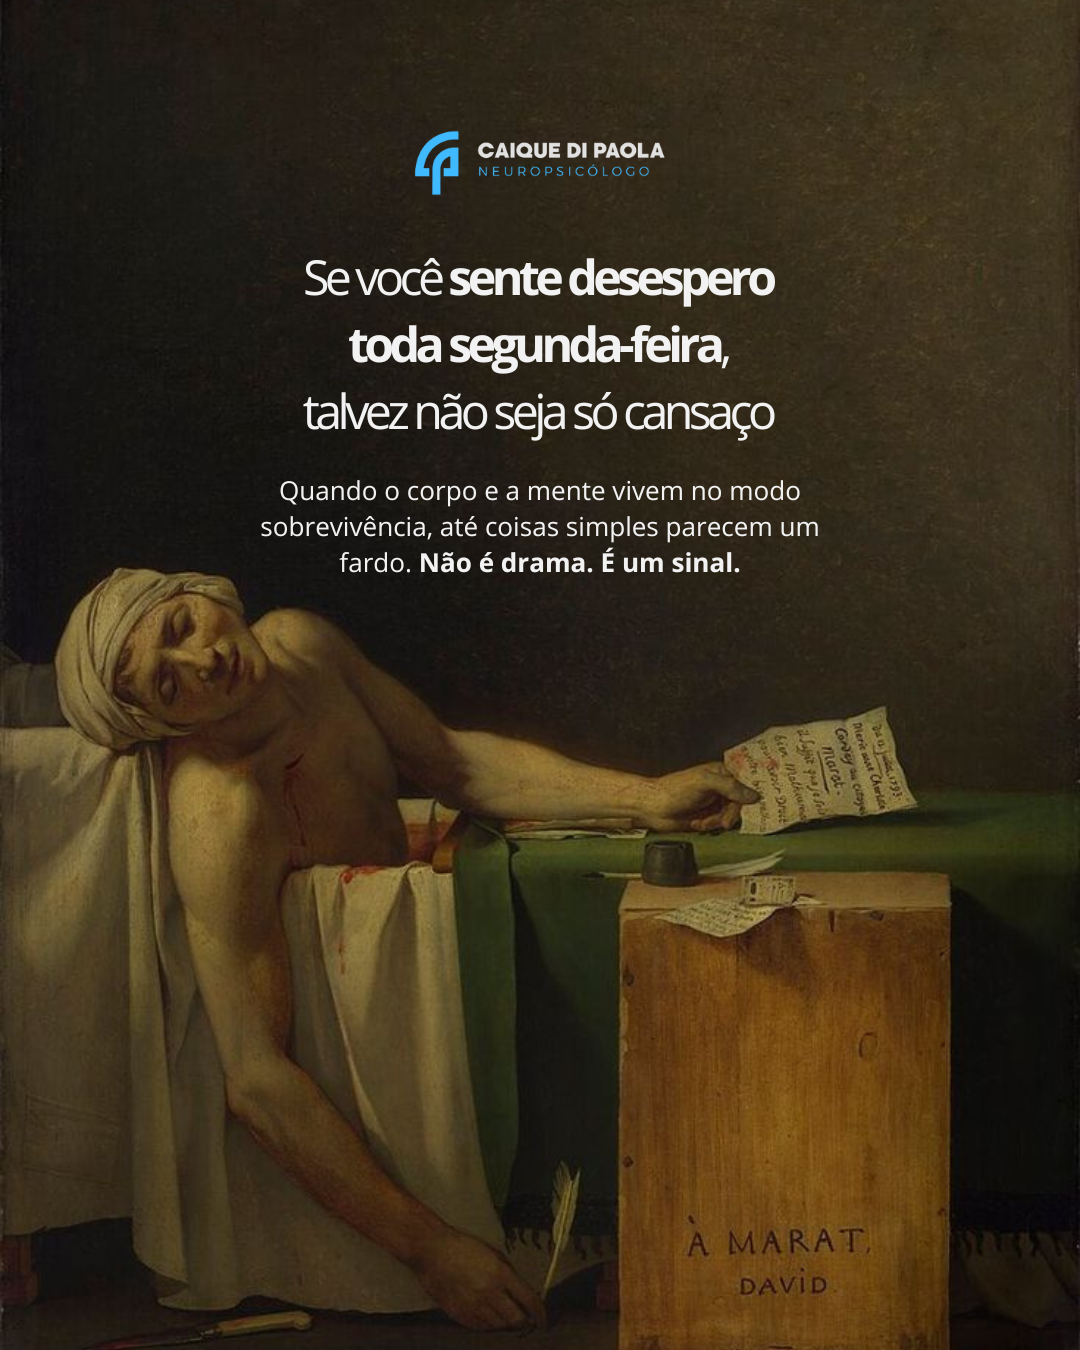 CAIQUE DI PAOLA
NEUROPSICÓLOGO
Se você sente desespero
toda segunda-feira,
talvez não seja só cansaço
Quando o corpo e a mente vivem no modo
sobrevivência, até coisas simples parecem um
fardo. Não é drama. É um sinal.
À MARAT,
DAVID